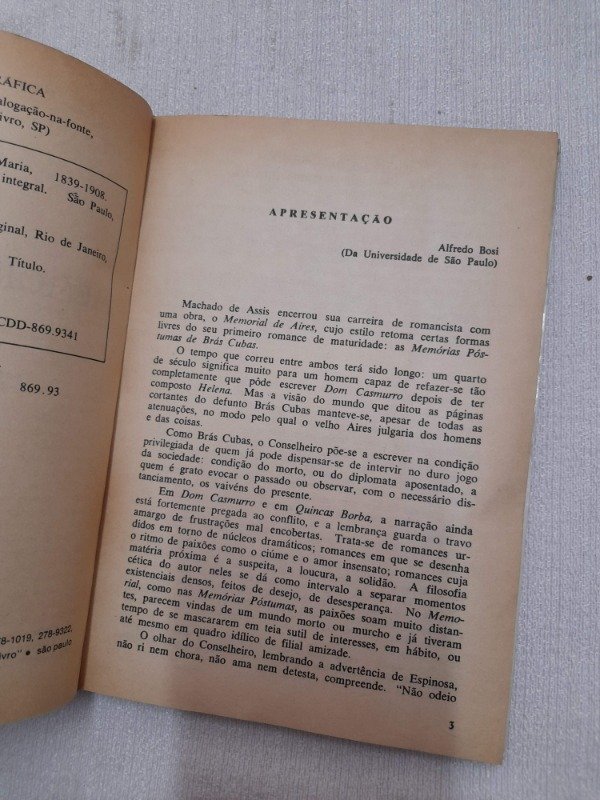 RÁFICA
alogação-na-fonte,
ivro, SP)
Maria, 1839-1908.
integral. São Paulo,
ginal, Rio de Janeiro,
Título.
CDD-869.9341
869.93
78-1019, 278-9322,
ivro" • são paulo
APRESENTAÇÃO
Alfredo Bosi
(Da Universidade de São Paulo)
Machado de Assis encerrou sua carreira de romancista com
uma obra, o Memorial de Aires, cujo estilo retoma certas formas
livres do seu primeiro romance de maturidade: as Memórias Pós-
tumas de Brás Cubas.
O tempo que correu entre ambos terá sido longo: um quarto
de século significa muito para um homem capaz de refazer-se tão
completamente que pôde escrever Dom Casmurro depois de ter
composto Helena. Mas a visão do mundo que ditou as páginas
cortantes do defunto Brás Cubas manteve-se, apesar de todas as
atenuações, no modo pelo qual o velho Aires julgaria dos homens
e das coisas.
Como Brás Cubas, o Conselheiro põe-se a escrever na condição
privilegiada de quem já pode dispensar-se de intervir no duro jogo
da sociedade: condição do morto, ou do diplomata aposentado, a
quem é grato evocar o passado ou observar, com o necessário dis-
tanciamento, os vaivéns do presente.
Em Dom Casmurro e em Quincas Borba, a narração ainda
está fortemente pregada ao conflito, e a lembrança guarda o travo
amargo de frustrações mal encobertas. Trata-se de romances ur-
didos em torno de núcleos dramáticos; romances em que se desenha
o ritmo de paixões como o ciúme e o amor insensato; romances cuja
matéria próxima é a suspeita, a loucura, a solidão. A filosofia
cética do autor neles se dá como intervalo a separar momentos
existenciais densos, feitos de desejo, de desesperança. No Memo-
rial, como nas Memórias Póstumas, as paixões soam muito distan-
tes, parecem vindas de um mundo morto ou murcho e já tiveram
tempo de se mascararem em teia sutil de interesses, em hábito, ou
até mesmo em quadro idílico de filial amizade.
O olhar do Conselheiro, lembrando a advertência de Espinosa,
não ri nem chora, não ama nem detesta, compreende. "Não odeio
3